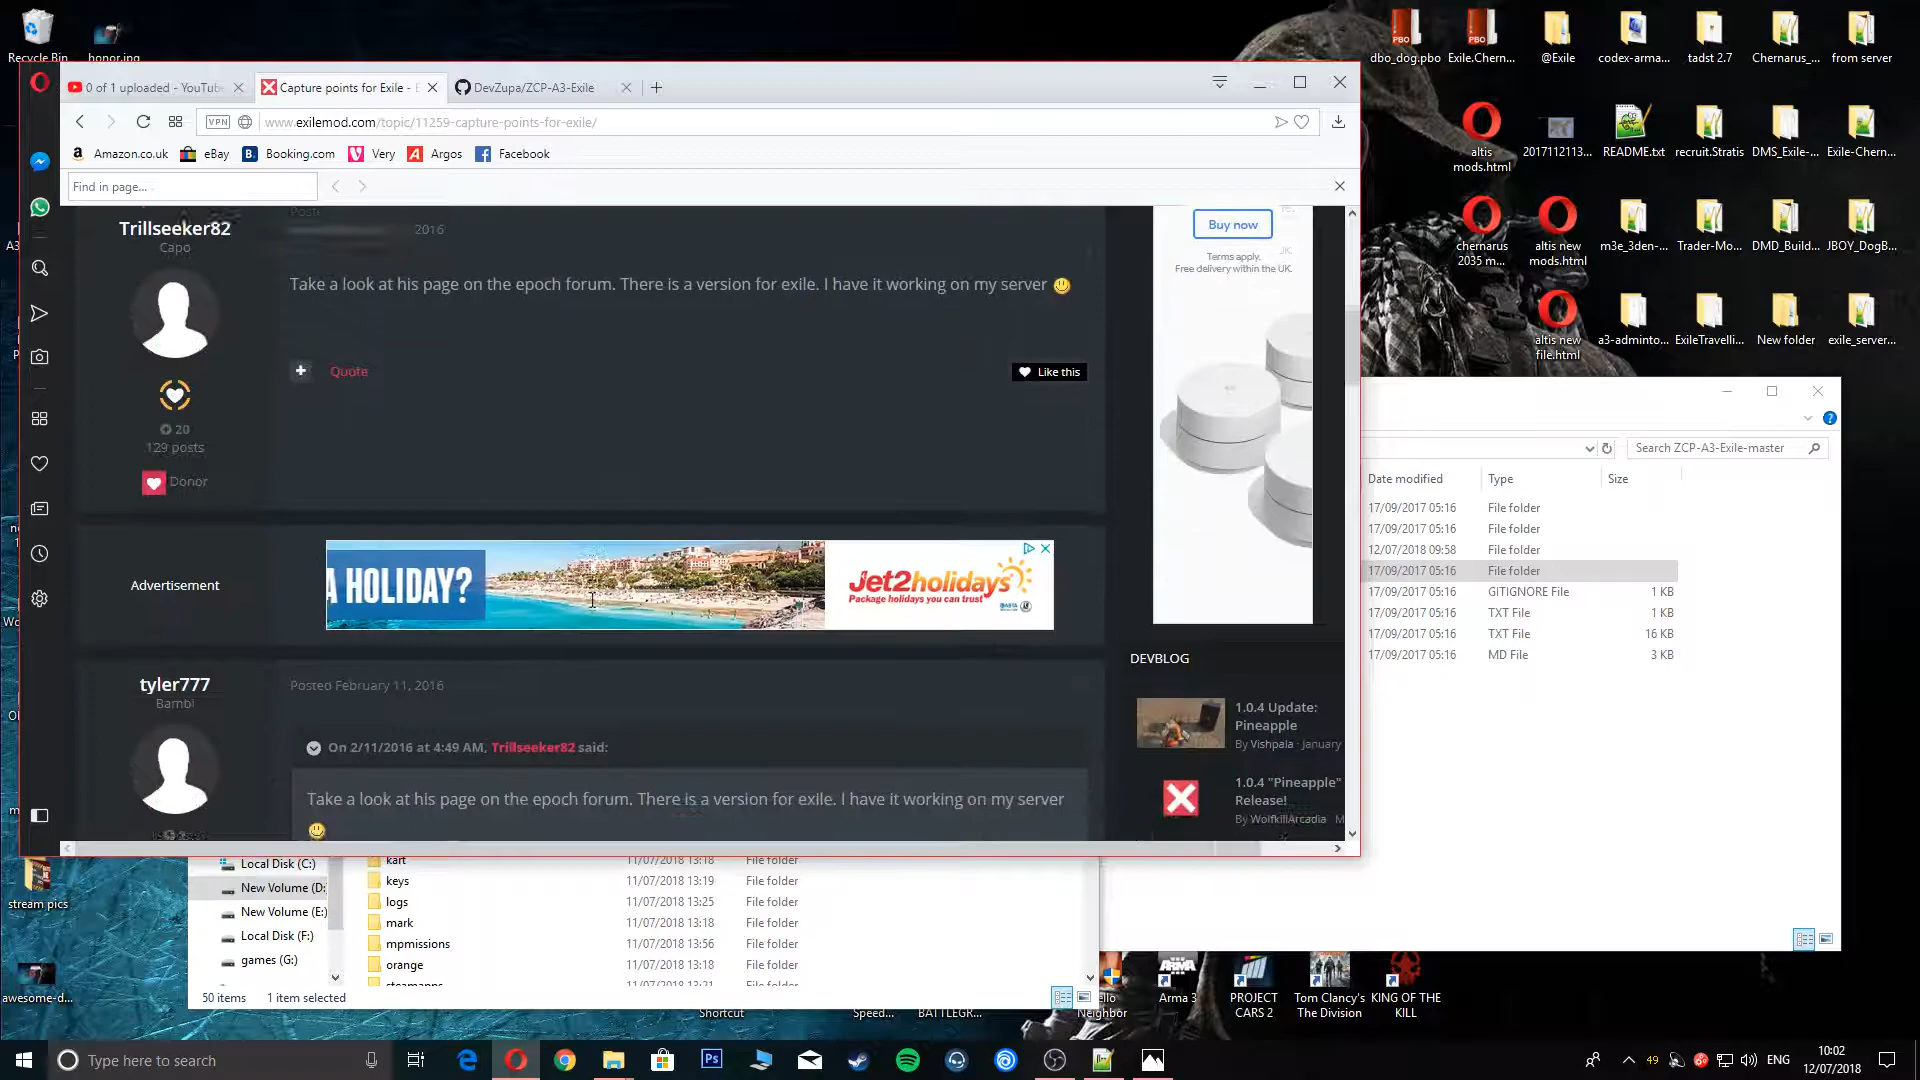 Recycle Bin
honor.jpg
0 of 1 uploaded - YouTub
Capture points for Exile - E
DevZupa/ZCP-A3-Exile
VPN
www.exilemod.com/topic/11259-capture-points-for-exile/
Amazon.co.uk
eBay
Booking.com
Very
Argos
Facebook
Find in page...
Trillseeker82
Capo
2016
Take a look at his page on the epoch forum. There is a version for exile. I have it working on my server
Quote
Like this
20
129 posts
Donor
Buy now
Terms apply.
Free delivery within the UK.
Advertisement
A HOLIDAY?
Jet2holidays
Package holidays you can trust
tyler777
Bambi
Posted February 11, 2016
On 2/11/2016 at 4:49 AM, Trillseeker82 said:
Take a look at his page on the epoch forum. There is a version for exile. I have it working on my server
DEVBLOG
1.0.4 Update:
Pineapple
By Vishpala · January
1.0.4 "Pineapple"
Release!
By WolfkillArcadia · M
dbo_dog.pbo
Exile.Chern...
@Exile
codex-arma...
tadst 2.7
Chernarus_...
from server
altis
mods.html
2017112113...
README.txt
recruit.Stratis
DMS_Exile-...
Exile-Chern...
chernarus
2035 m...
altis new
mods.html
m3e_3den-...
Trader-Mo...
DMD_Build...
JBOY_DogB...
altis new
file.html
a3-adminto...
ExileTravelli...
New folder
exile_server...
Search ZCP-A3-Exile-master
Date modified
Type
Size
17/09/2017 05:16
File folder
17/09/2017 05:16
File folder
12/07/2018 09:58
File folder
17/09/2017 05:16
File folder
17/09/2017 05:16
GITIGNORE File
1 KB
17/09/2017 05:16
TXT File
1 KB
17/09/2017 05:16
TXT File
16 KB
17/09/2017 05:16
MD File
3 KB
stream pics
awesome-d...
Local Disk (C:)
New Volume (D:
New Volume (E:)
Local Disk (F:)
games (G:)
kart
11/07/2018 13:18
File folder
keys
11/07/2018 13:19
File folder
logs
11/07/2018 13:25
File folder
mark
11/07/2018 13:18
File folder
mpmissions
11/07/2018 13:56
File folder
orange
11/07/2018 13:18
File folder
steamapps
11/07/2018 13:21
File folder
50 items
1 item selected
Shortcut
Speed...
BATTLEGR...
Neighbor
Arma 3
PROJECT
CARS 2
Tom Clancy's
The Division
KING OF THE
KILL
Type here to search
49
ENG
10:02
12/07/2018